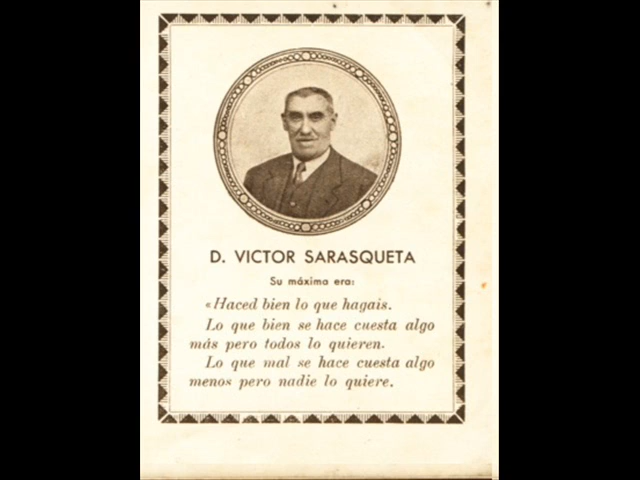 D. VICTOR SARASQUETA
Su máxima era:
«Haced bien lo que hagais.
Lo que bien se hace cuesta algo
más pero todos lo quieren.
Lo que mal se hace cuesta algo
menos pero nadie lo quiere.